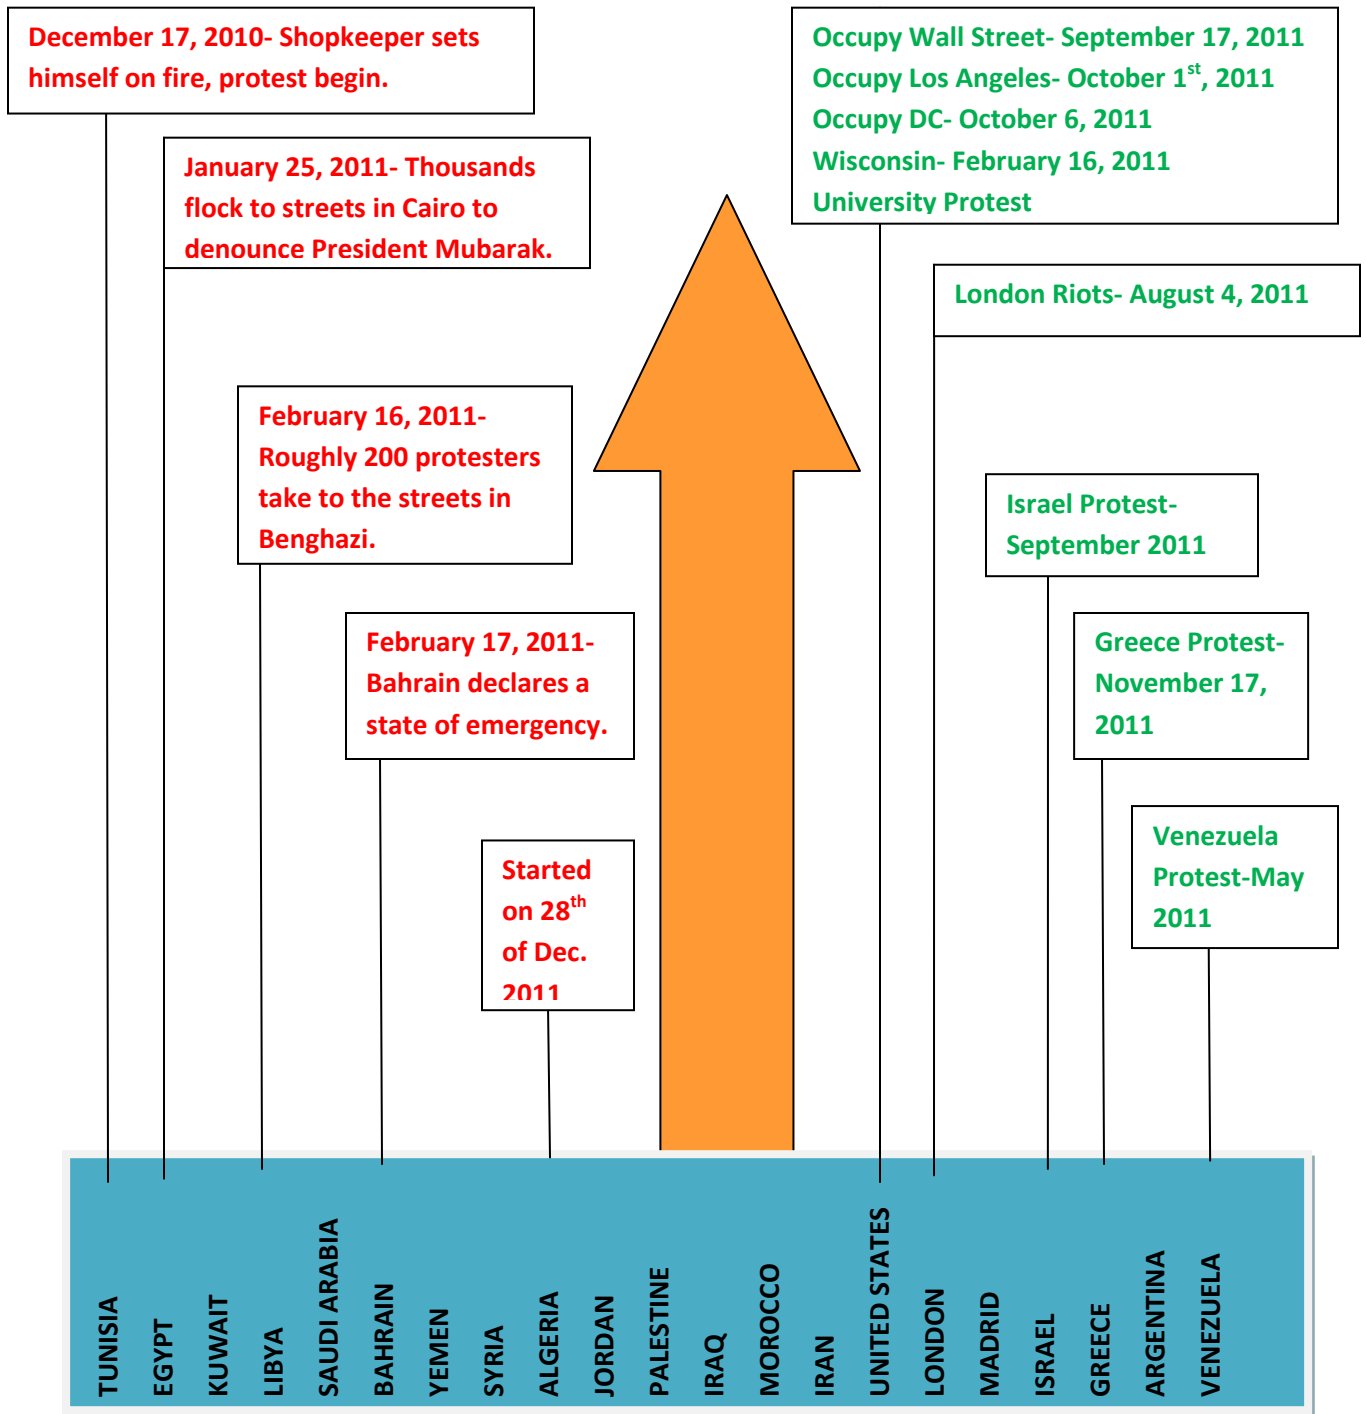 December 17, 2010- Shopkeeper sets
himself on fire, protest begin.
January 25, 2011- Thousands
flock to streets in Cairo to
denounce President Mubarak.
February 16, 2011-
Roughly 200 protesters
take to the streets in
Benghazi.
February 17, 2011-
Bahrain declares a
state of emergency.
Started
on 28th
of Dec.
2011
Occupy Wall Street- September 17, 2011
Occupy Los Angeles- October 1st, 2011
Occupy DC- October 6, 2011
Wisconsin- February 16, 2011
University Protest
London Riots- August 4, 2011
Israel Protest-
September 2011
Greece Protest-
November 17,
2011
Venezuela
Protest-May
2011
TUNISIA
EGYPT
KUWAIT
LIBYA
SAUDI ARABIA
BAHRAIN
YEMEN
SYRIA
ALGERIA
JORDAN
PALESTINE
IRAQ
MOROCCO
IRAN
UNITED STATES
LONDON
MADRID
ISRAEL
GREECE
ARGENTINA
VENEZUELA